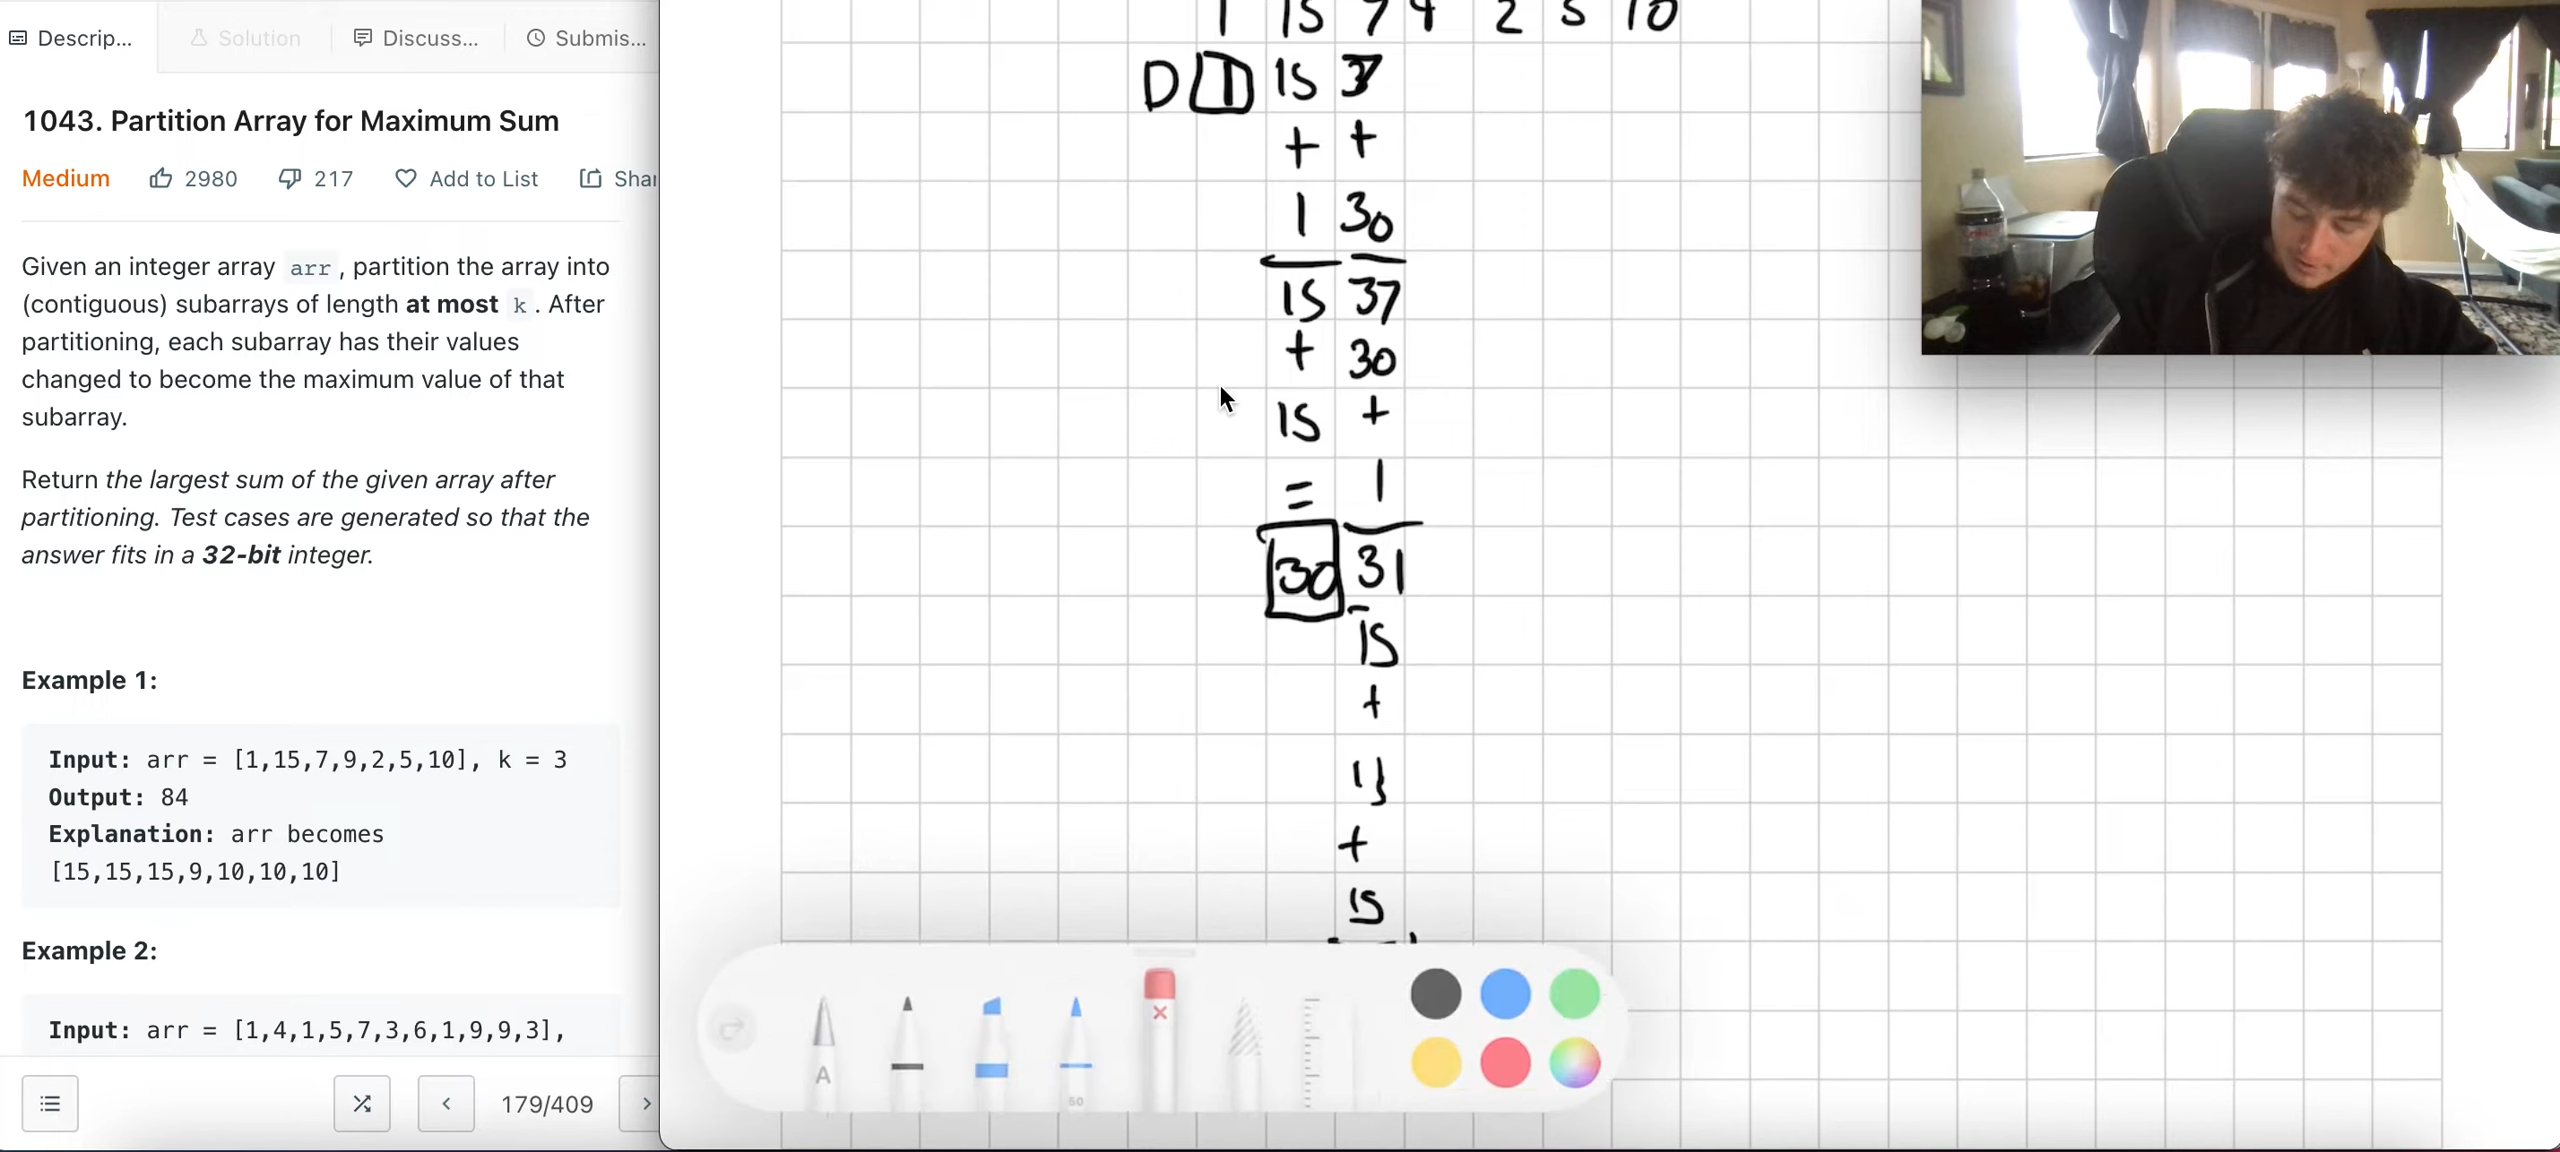 Descrip...
Solution
Discuss...
Submis...
1043. Partition Array for Maximum Sum
Medium 2980 217 Add to List Shar
Given an integer array arr , partition the array into
(contiguous) subarrays of length at most k . After
partitioning, each subarray has their values
changed to become the maximum value of that
subarray.
Return the largest sum of the given array after
partitioning. Test cases are generated so that the
answer fits in a 32-bit integer.
Example 1:
Input: arr = [1,15,7,9,2,5,10], k = 3
Output: 84
Explanation: arr becomes
[15,15,15,9,10,10,10]
Example 2:
Input: arr = [1,4,1,5,7,3,6,1,9,9,3],
179/409
1 15 7 9 2 5 10
D 1 15
+ +
1 30
15 37
+ 30
15 +
= 1
30 31
15
+
+
15
A
50